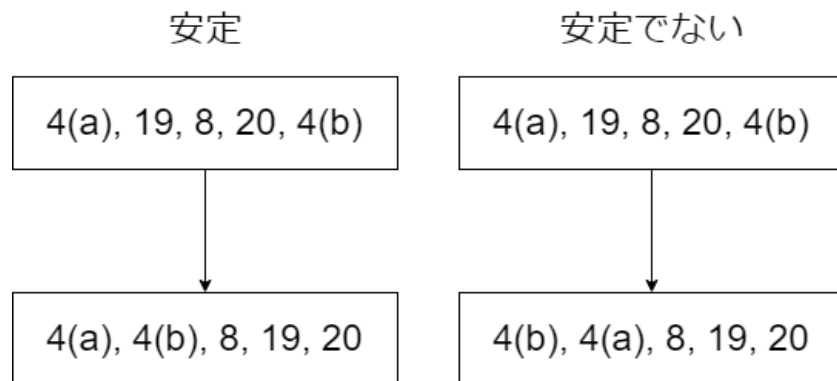 安定
4(a), 19, 8, 20, 4(b)
4(a), 4(b), 8, 19, 20
安定でない
4(a), 19, 8, 20, 4(b)
4(b), 4(a), 8, 19, 20